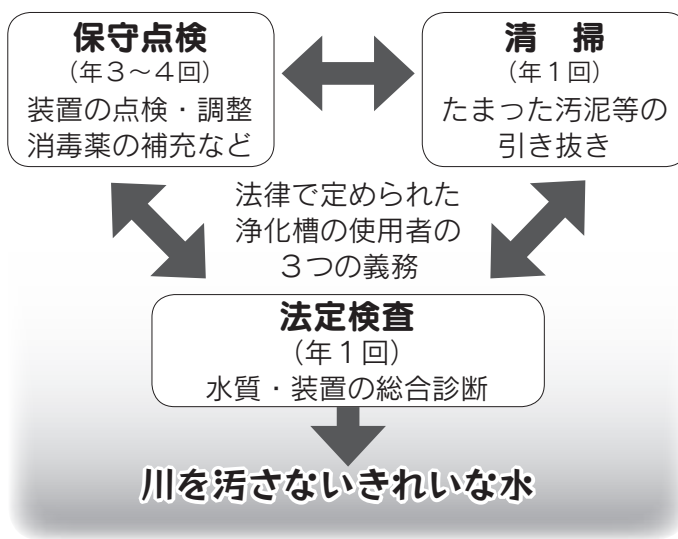 保守点検
（年３～４回）
装置の点検・調整
消毒薬の補充など
清　掃
（年１回）
たまった汚泥等の
引き抜き
法律で定められた
浄化槽の使用者の
３つの義務
法定検査
（年１回）
水質・装置の総合診断
川を汚さないきれいな水